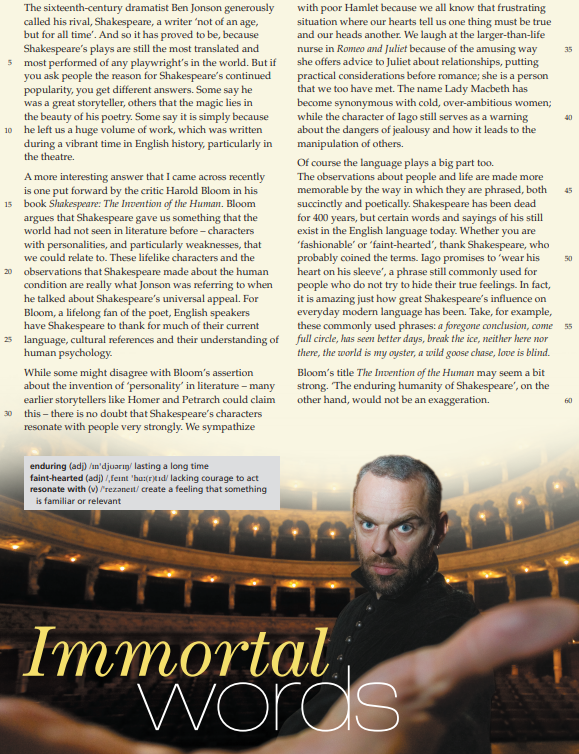 The sixteenth-century dramatist Ben Jonson generously
called his rival, Shakespeare, a writer ‘not of an age,
but for all time’. And so it has proved to be, because
Shakespeare’s plays are still the most translated and
5 most performed of any playwright’s in the world. But if
you ask people the reason for Shakespeare’s continued
popularity, you get different answers. Some say he
was a great storyteller, others that the magic lies in
the beauty of his poetry. Some say it is simply because
10 he left us a huge volume of work, which was written
during a vibrant time in English history, particularly in
the theatre.
A more interesting answer that I came across recently
is one put forward by the critic Harold Bloom in his
15 book Shakespeare: The Invention of the Human. Bloom
argues that Shakespeare gave us something that the
world had not seen in literature before – characters
with personalities, and particularly weaknesses, that
we could relate to. These lifelike characters and the
20 observations that Shakespeare made about the human
condition are really what Jonson was referring to when
he talked about Shakespeare’s universal appeal. For
Bloom, a lifelong fan of the poet, English speakers
have Shakespeare to thank for much of their current
25 language, cultural references and their understanding of
human psychology.
While some might disagree with Bloom’s assertion
about the invention of ‘personality’ in literature – many
early storytellers like Homer and Petrarch could claim
30 this – there is no doubt that Shakespeare’s characters
resonate with people very strongly. We sympathize
with poor Hamlet because we all know that frustrating
situation where our hearts tell us one thing must be true
and our heads another. We laugh at the larger-than-life
nurse in Romeo and Juliet because of the amusing way 35
she offers advice to Juliet about relationships, putting
practical considerations before romance; she is a person
that we too have met. The name Lady Macbeth has
become synonymous with cold, over-ambitious women;
while the character of Iago still serves as a warning 40
about the dangers of jealousy and how it leads to the
manipulation of others.
Of course the language plays a big part too.
The observations about people and life are made more
memorable by the way in which they are phrased, both 45
succinctly and poetically. Shakespeare has been dead
for 400 years, but certain words and sayings of his still
exist in the English language today. Whether you are
‘fashionable’ or ‘faint-hearted’, thank Shakespeare, who
probably coined the terms. Iago promises to ‘wear his 50
heart on his sleeve’, a phrase still commonly used for
people who do not try to hide their true feelings. In fact,
it is amazing just how great Shakespeare’s influence on
everyday modern language has been. Take, for example,
these commonly used phrases: a foregone conclusion, come 55
full circle, has seen better days, break the ice, neither here nor
there, the world is my oyster, a wild goose chase, love is blind.
Bloom’s title The Invention of the Human may seem a bit
strong. ‘The enduring humanity of Shakespeare’, on the
other hand, would not be an exaggeration. 60
enduring (adj) /ɪnˈdjʊərɪŋ/ lasting a long time
faint-hearted (adj) /ˌfeɪnt ˈhɑː(r)tɪd/ lacking courage to act
resonate with (v) /ˈrezəneɪt/ create a feeling that something
is familiar or relevant
Immortal
words